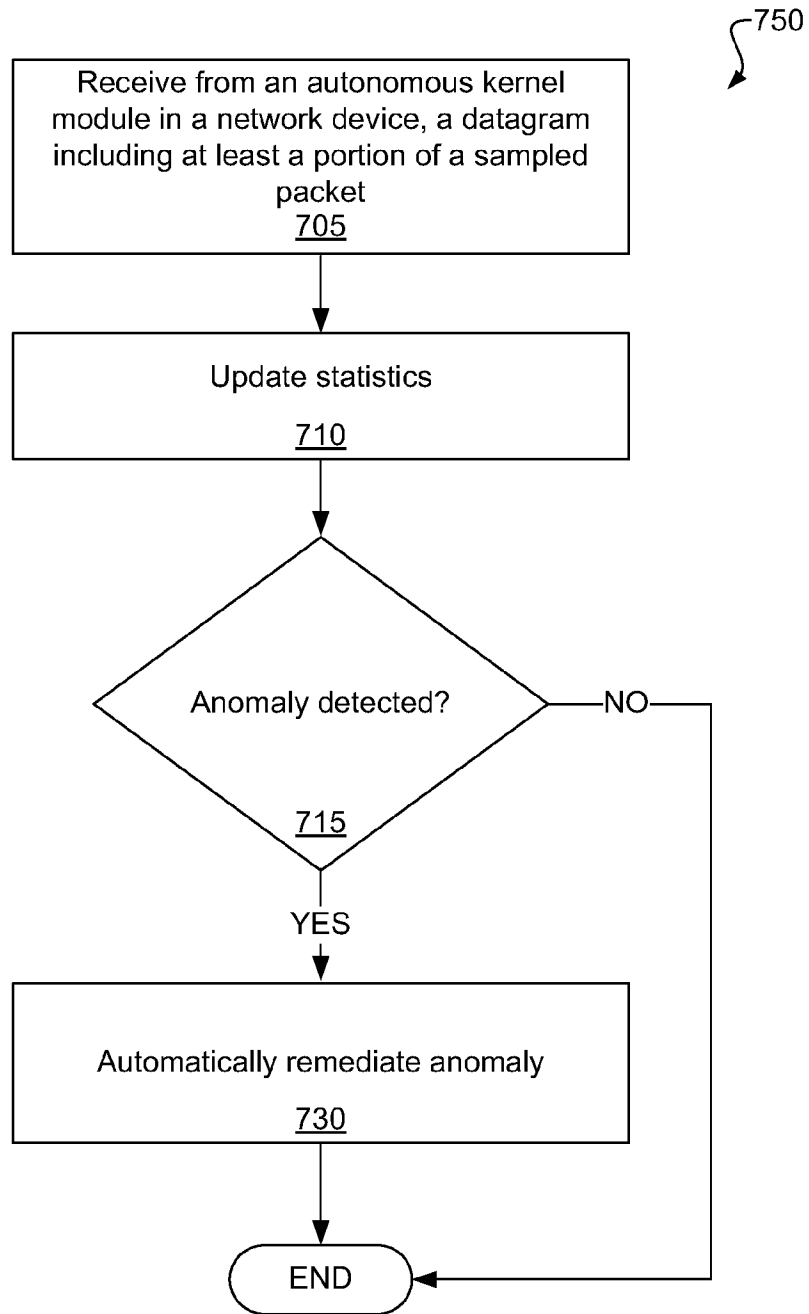 750
Receive from an autonomous kernel
module in a network device, a datagram
including at least a portion of a sampled
packet
705
Update statistics
710
Anomaly detected?
NO
715
YES
Automatically remediate anomaly
730
END